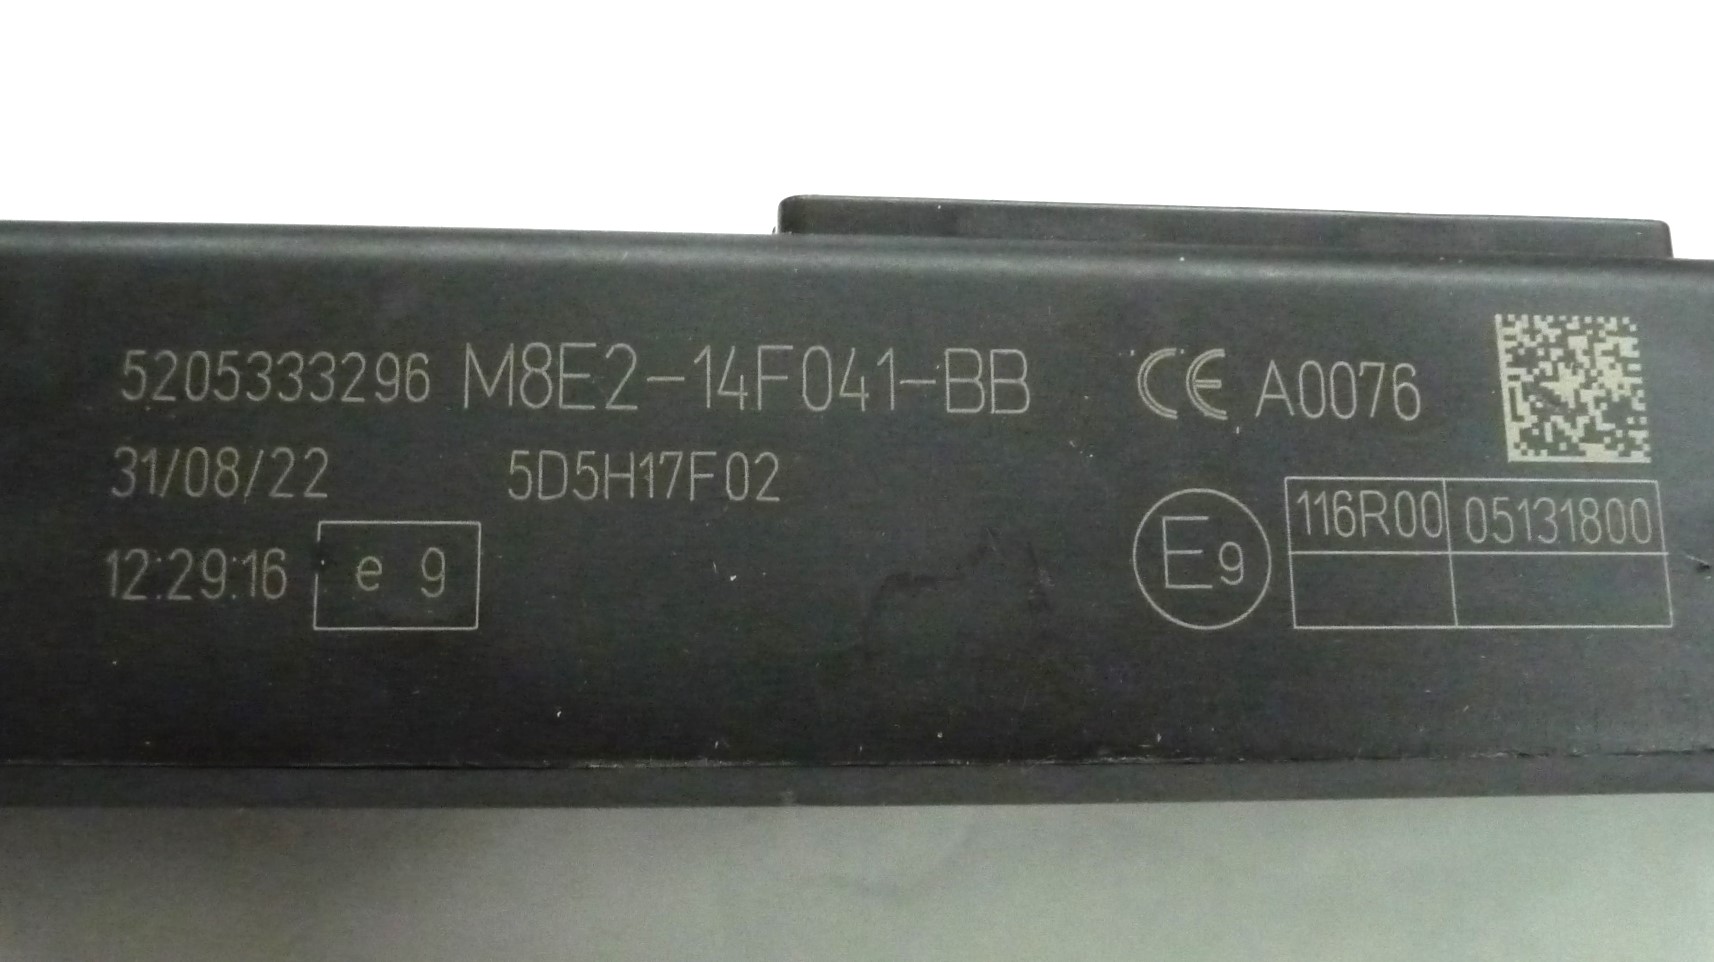 5205333296 M8E2-14F041-BB CE A0076
31/08/22 5D5H17F02
12:29:16 e 9 E9 116R00 05131800